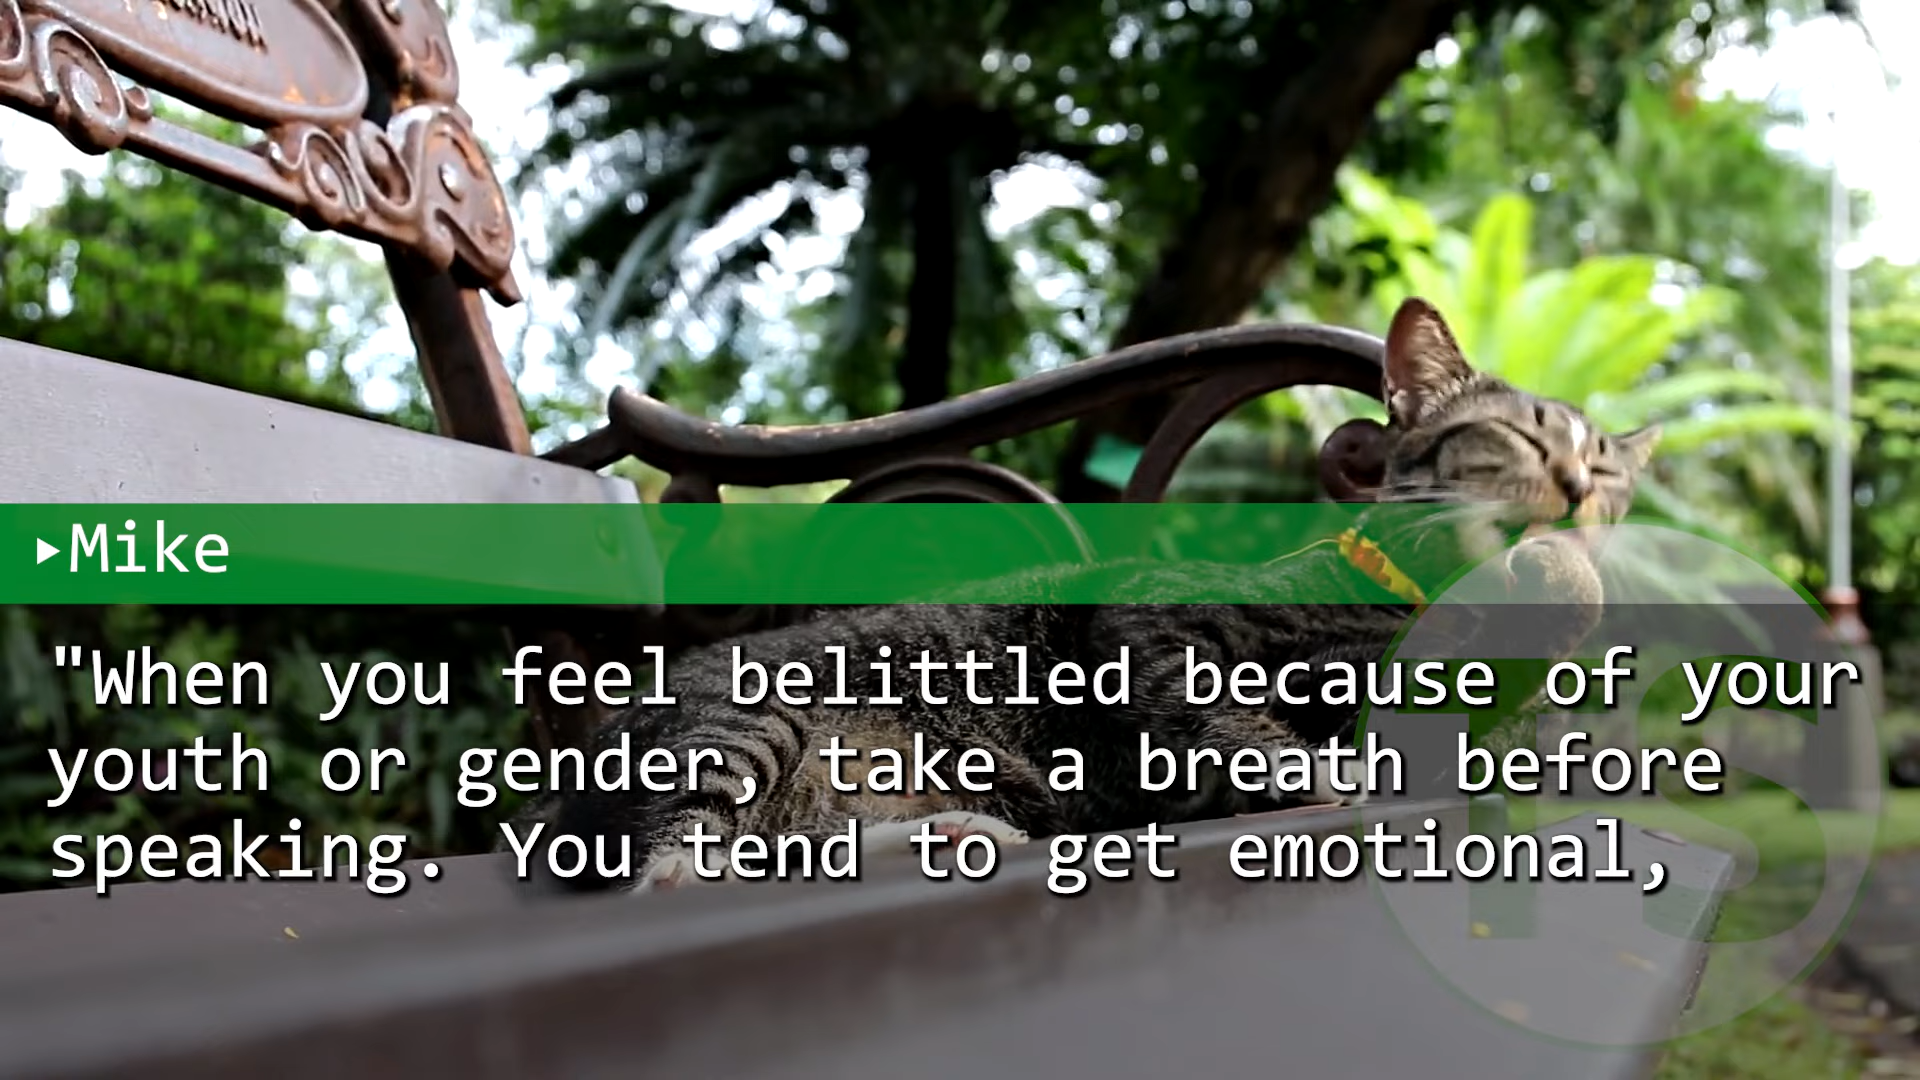 Mike
"When you feel belittled because of your
youth or gender, take a breath before
speaking. You tend to get emotional,
TS